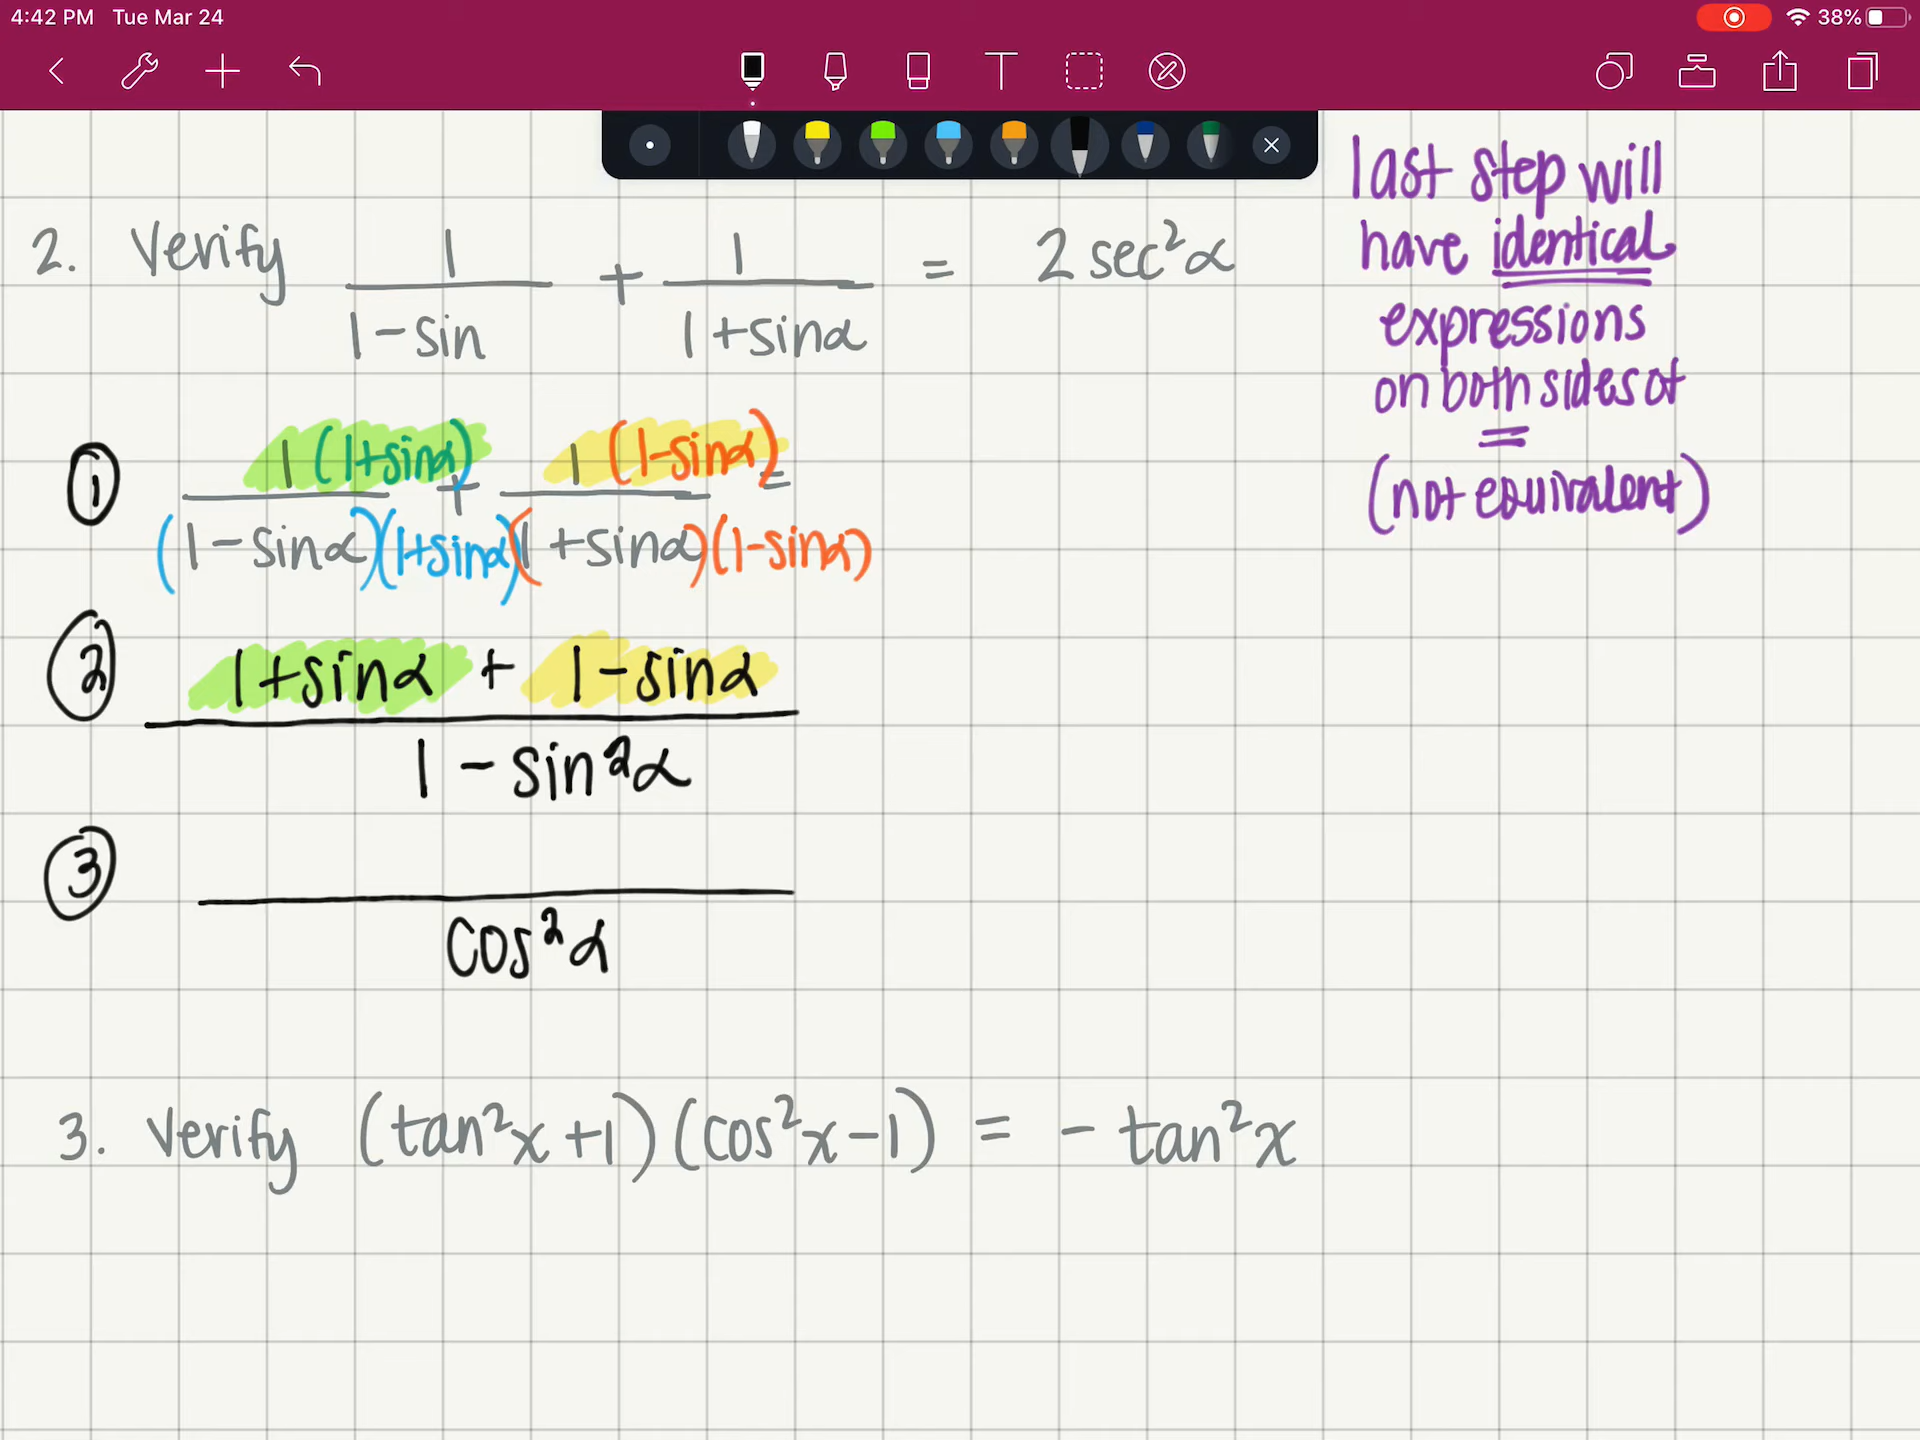 4:42 PM Tue Mar 24
38%
T
last step will
have identical
expressions
on both sides of
=
(not equivalent)
2. Verify 1/(1-sin) + 1/(1+sinα) = 2 sec²α
① 1(1+sinα)/(1-sinα)(1+sinα) + 1(1-sinα)/(1+sinα)(1-sinα) =
② 1+sinα + 1-sinα
1-sin²α
③
cos²α
3. Verify (tan²x+1)(cos²x-1) = -tan²x